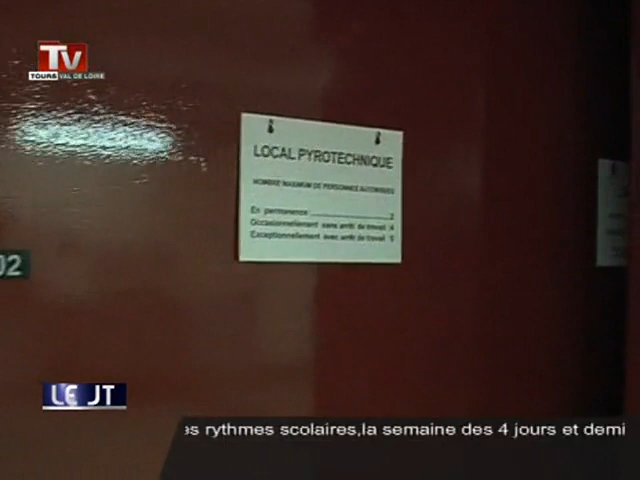 TV
TOURS VAL DE LOIRE
LOCAL PYROTECHNIQUE
NOMBRE MAXIMUM DE PERSONNES AUTORISEES
En permanence 2
Occasionnellement sans arrêt de travail 4
Exceptionnellement avec arrêt de travail 5
02
LE JT
es rythmes scolaires,la semaine des 4 jours et demi